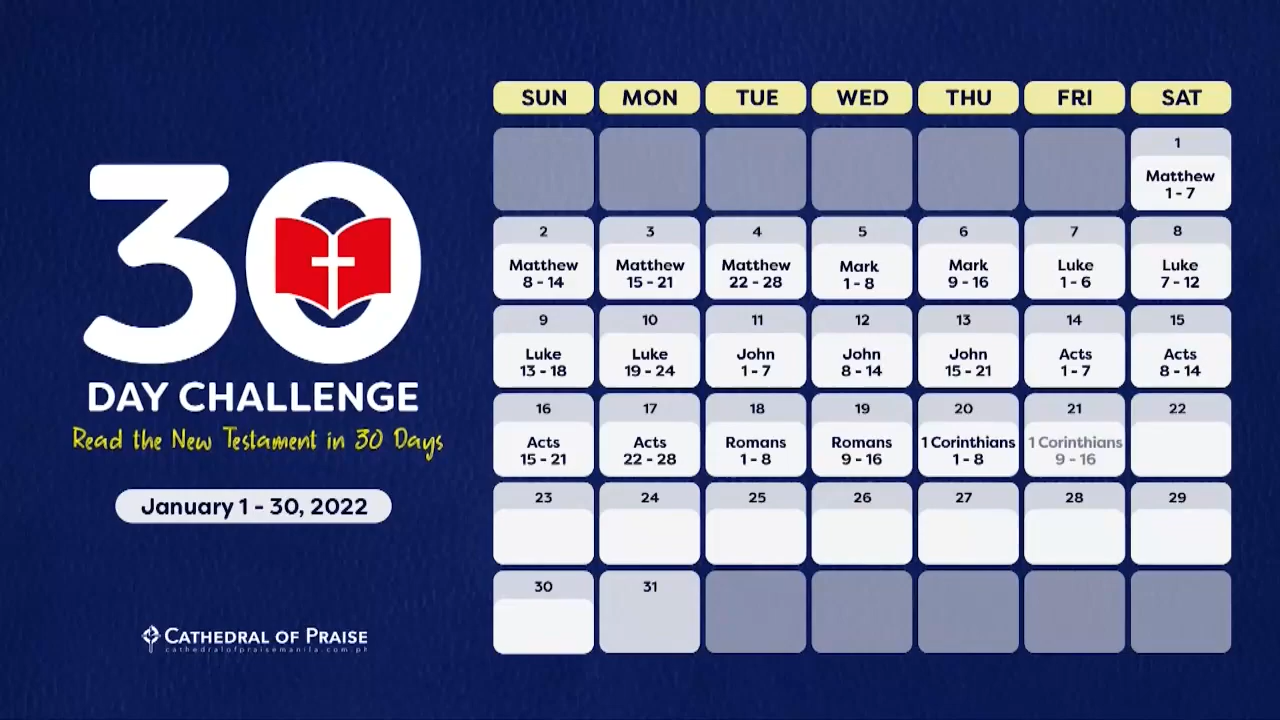 30
DAY CHALLENGE
Read the New Testament in 30 Days
January 1 - 30, 2022
CATHEDRAL OF PRAISE
cathedralofpraisemanila.com.ph
SUN MON TUE WED THU FRI SAT
1
Matthew
1 - 7
2 3 4 5 6 7 8
Matthew Matthew Matthew Mark Mark Luke Luke
8 - 14 15 - 21 22 - 28 1 - 8 9 - 16 1 - 6 7 - 12
9 10 11 12 13 14 15
Luke Luke John John John Acts Acts
13 - 18 19 - 24 1 - 7 8 - 14 15 - 21 1 - 7 8 - 14
16 17 18 19 20 21 22
Acts Acts Romans Romans 1 Corinthians 1 Corinthians
15 - 21 22 - 28 1 - 8 9 - 16 1 - 8 9 - 16
23 24 25 26 27 28 29
30 31